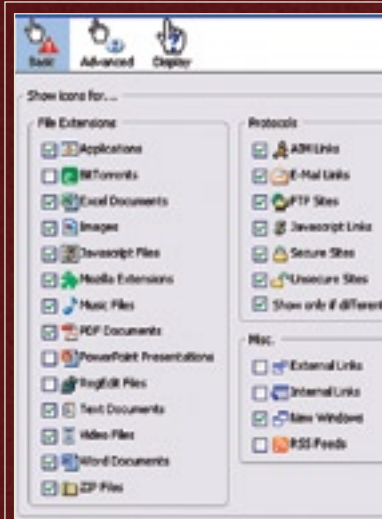 Basic
Advanced
Display
Show icons for...
File Extensions
Applications
BitTorrents
Excel Documents
Images
Javascript Files
Mozilla Extensions
Music Files
PDF Documents
PowerPoint Presentations
RegEdit Files
Text Documents
Video Files
Word Documents
ZIP Files
Protocols
AIM Links
E-Mail Links
FTP Sites
Javascript Links
Secure Sites
Unsecure Sites
Show only if different
Misc.
External Links
Internal Links
New Windows
RSS Feeds